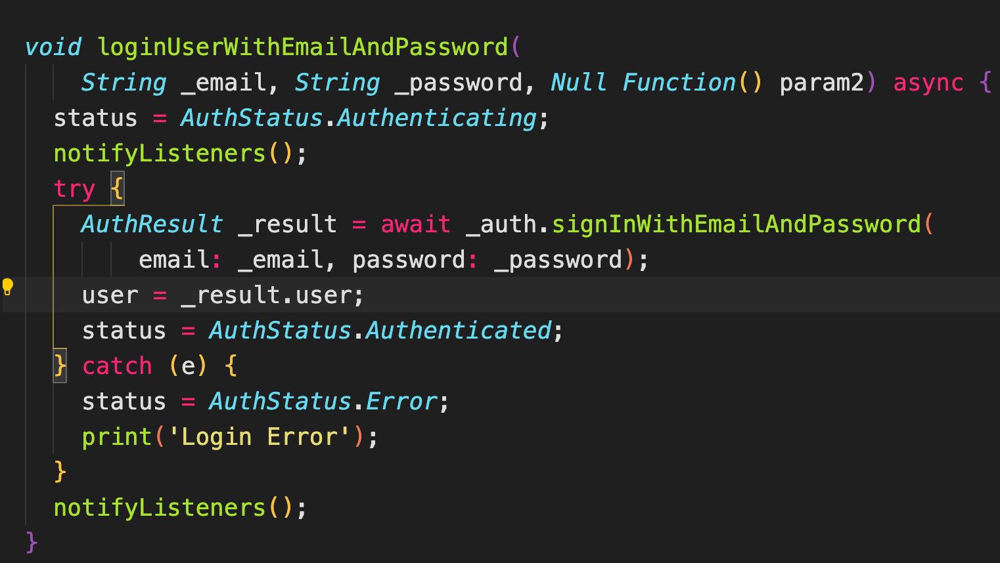 void loginUserWithEmailAndPassword(
    String _email, String _password, Null Function() param2) async {
  status = AuthStatus.Authenticating;
  notifyListeners();
  try {
    AuthResult _result = await _auth.signInWithEmailAndPassword(
        email: _email, password: _password);
    user = _result.user;
    status = AuthStatus.Authenticated;
  } catch (e) {
    status = AuthStatus.Error;
    print('Login Error');
  }
  notifyListeners();
}